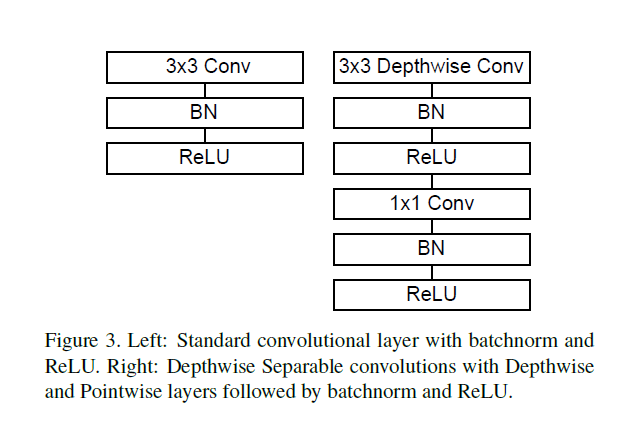 3x3 Conv
BN
ReLU
3x3 Depthwise Conv
BN
ReLU
1x1 Conv
BN
ReLU
Figure 3. Left: Standard convolutional layer with batchnorm and
ReLU. Right: Depthwise Separable convolutions with Depthwise
and Pointwise layers followed by batchnorm and ReLU.